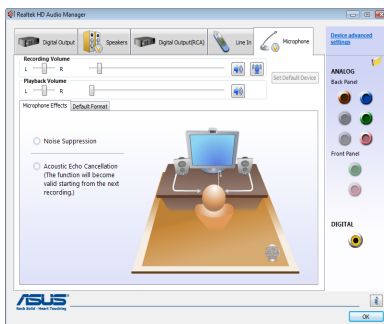 Realtek HD Audio Manager
Digital Output
Speakers
Digital Output(RCA)
Line In
Microphone
Device advanced
settings
Recording Volume
L
R
Set Default Device
Playback Volume
L
R
Microphone Effects
Default Format
Noise Suppression
Acoustic Echo Cancellation
(The function will become
valid starting from the next
recording.)
ANALOG
Back Panel
Front Panel
DIGITAL
ASUS
Rock Solid · Heart Touching
i
OK